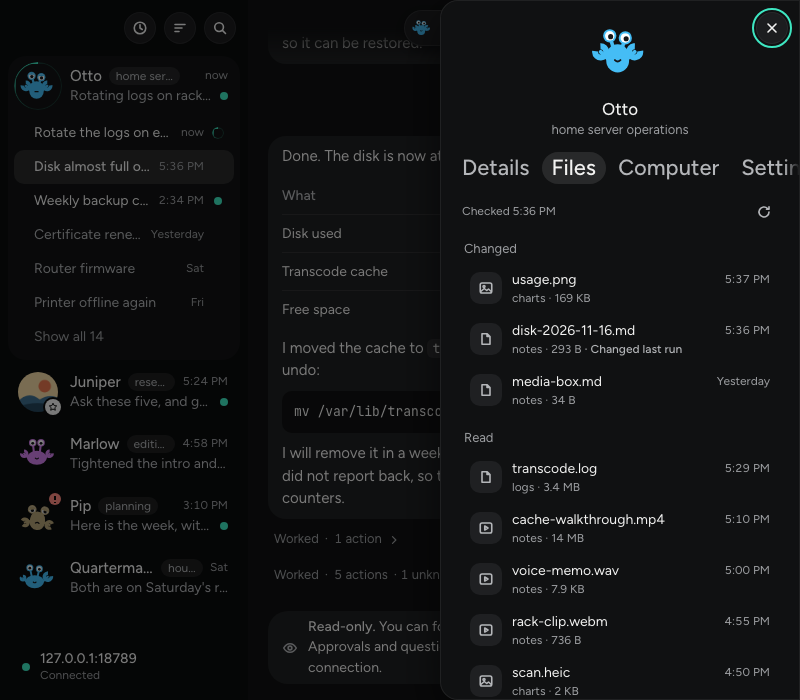 Otto
home ser...
now
Rotating logs on rack...
Rotate the logs on e...
now
Disk almost full o...
5:36 PM
Weekly backup c...
2:34 PM
Certificate rene...
Yesterday
Router firmware
Sat
Printer offline again
Fri
Show all 14
Juniper
rese...
5:24 PM
Ask these five, and g...
Marlow
editi...
4:58 PM
Tightened the intro and...
Pip
planning
3:10 PM
Here is the week, wit...
Quarterma...
hou...
Sat
Both are on Saturday's r...
127.0.0.1:18789
Connected
so it can be restored.
Done. The disk is now at
What
Disk used
Transcode cache
Free space
I moved the cache to
undo:
mv /var/lib/transco
I will remove it in a week
did not report back, so t
counters.
Worked · 1 action
Worked · 5 actions · 1 unkn
Read-only. You can fo
Approvals and questi
connection.
Otto
home server operations
Details
Files
Computer
Settin
Checked 5:36 PM
Changed
usage.png
5:37 PM
charts · 169 KB
disk-2026-11-16.md
5:36 PM
notes · 293 B · Changed last run
media-box.md
Yesterday
notes · 34 B
Read
transcode.log
5:29 PM
logs · 3.4 MB
cache-walkthrough.mp4
5:10 PM
notes · 14 MB
voice-memo.wav
5:00 PM
notes · 7.9 KB
rack-clip.webm
4:55 PM
notes · 736 B
scan.heic
4:50 PM
charts · 2 KB